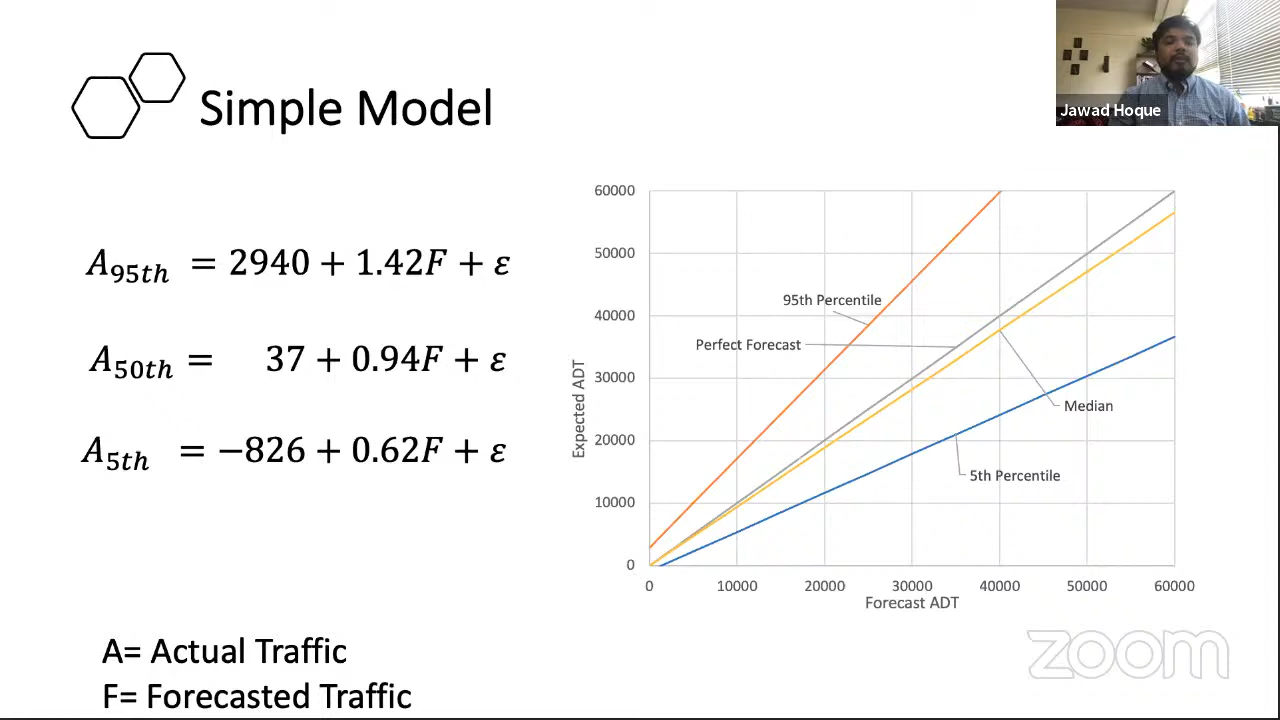 Jawad Hoque
Simple Model
A95th = 2940 + 1.42F + ε
A50th = 37 + 0.94F + ε
A5th = −826 + 0.62F + ε
A= Actual Traffic
F= Forecasted Traffic
60000
50000
40000
30000
20000
10000
0
Expected ADT
95th Percentile
Perfect Forecast
Median
5th Percentile
0 10000 20000 30000 40000 50000 60000
Forecast ADT
zoom